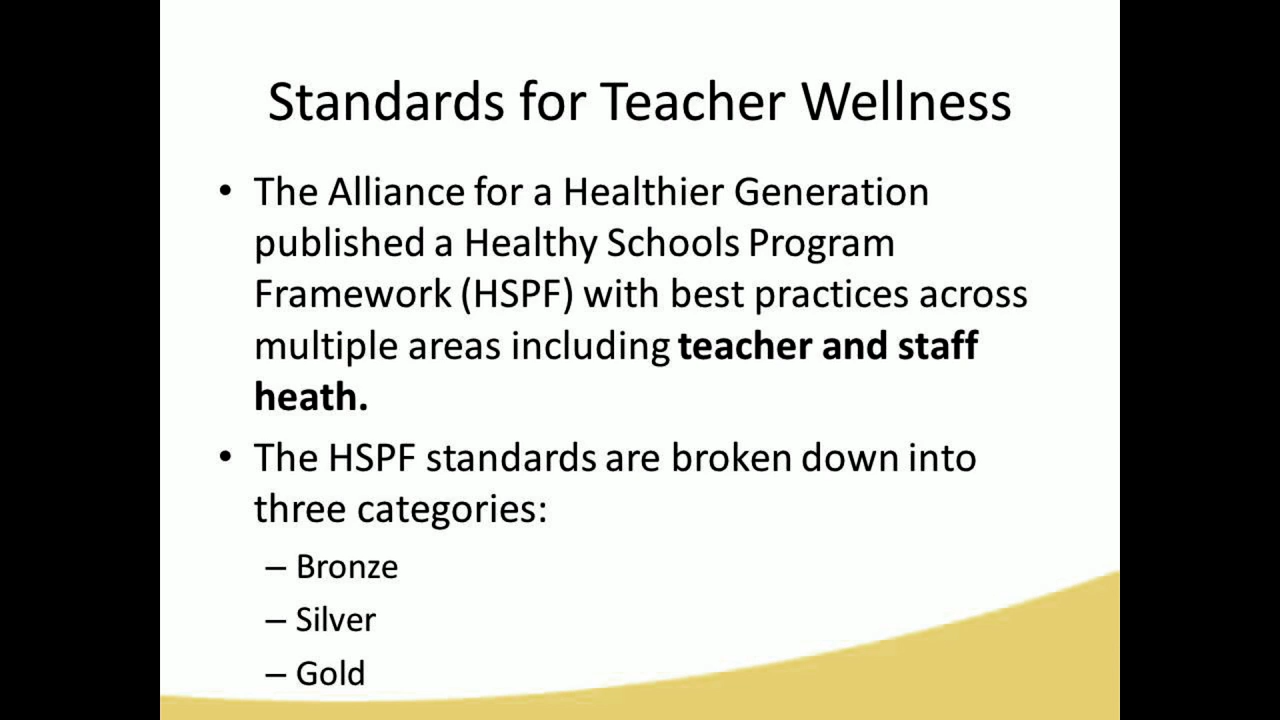 Standards for Teacher Wellness
• The Alliance for a Healthier Generation
published a Healthy Schools Program
Framework (HSPF) with best practices across
multiple areas including teacher and staff
heath.
• The HSPF standards are broken down into
three categories:
– Bronze
– Silver
– Gold